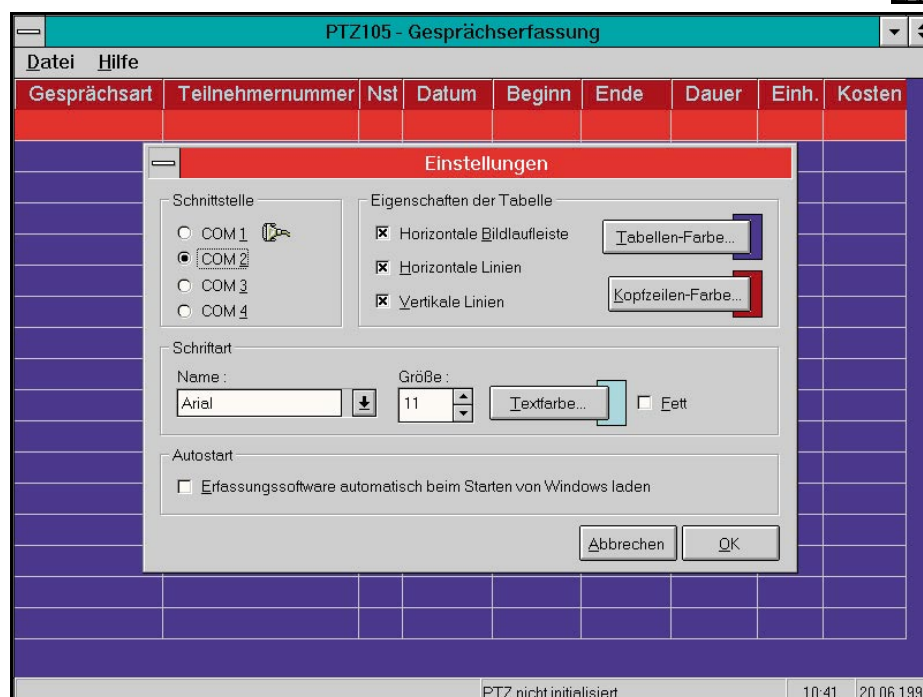 PTZ105 - Gesprächserfassung
Datei Hilfe
Gesprächsart Teilnehmernummer Nst Datum Beginn Ende Dauer Einh. Kosten
Einstellungen
Schnittstelle
COM 1
COM 2
COM 3
COM 4
Eigenschaften der Tabelle
Horizontale Bildlaufleiste
Horizontale Linien
Vertikale Linien
Tabellen-Farbe...
Kopfzeilen-Farbe...
Schriftart
Name :
Arial
Größe :
11
Textfarbe...
Fett
Autostart
Erfassungssoftware automatisch beim Starten von Windows laden
Abbrechen OK
PTZ nicht initialisiert 10:41 20.06.199